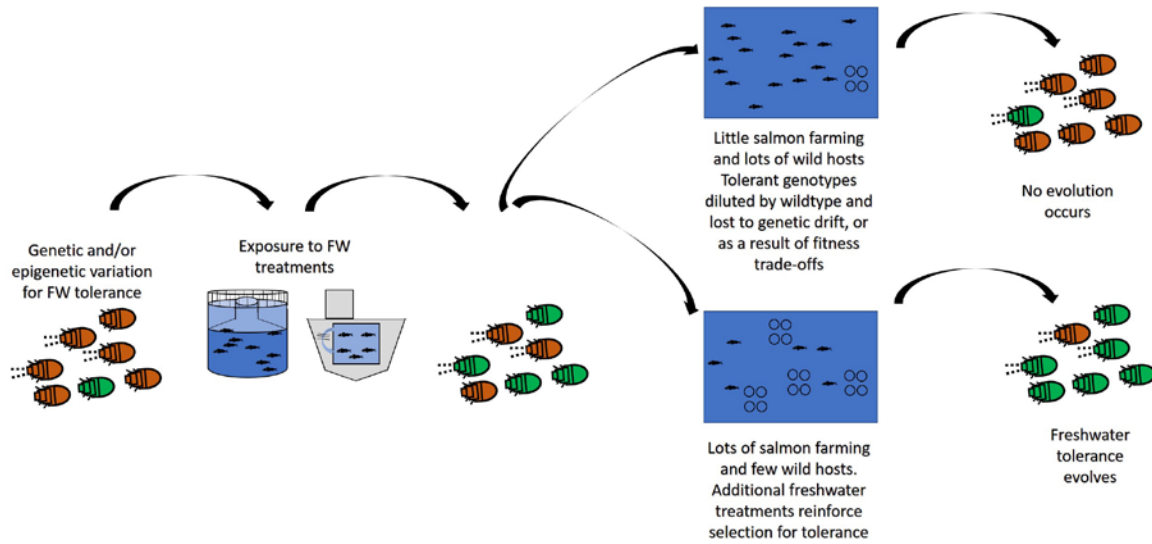 Genetic and/or
epigenetic variation
for FW tolerance
Exposure to FW
treatments
Little salmon farming
and lots of wild hosts
Tolerant genotypes
diluted by wildtype and
lost to genetic drift, or
as a result of fitness
trade-offs
No evolution
occurs
Lots of salmon farming
and few wild hosts.
Additional freshwater
treatments reinforce
selection for tolerance
Freshwater
tolerance
evolves